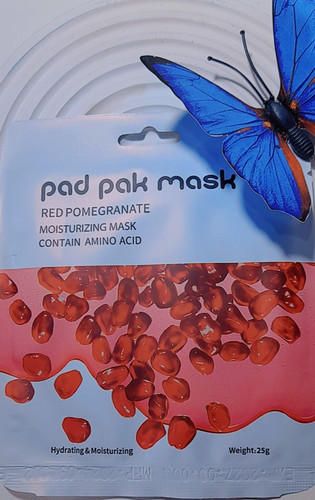 pad pak mask
RED POMEGRANATE
MOISTURIZING MASK
CONTAIN AMINO ACID
Hydrating & Moisturizing
Weight:25g